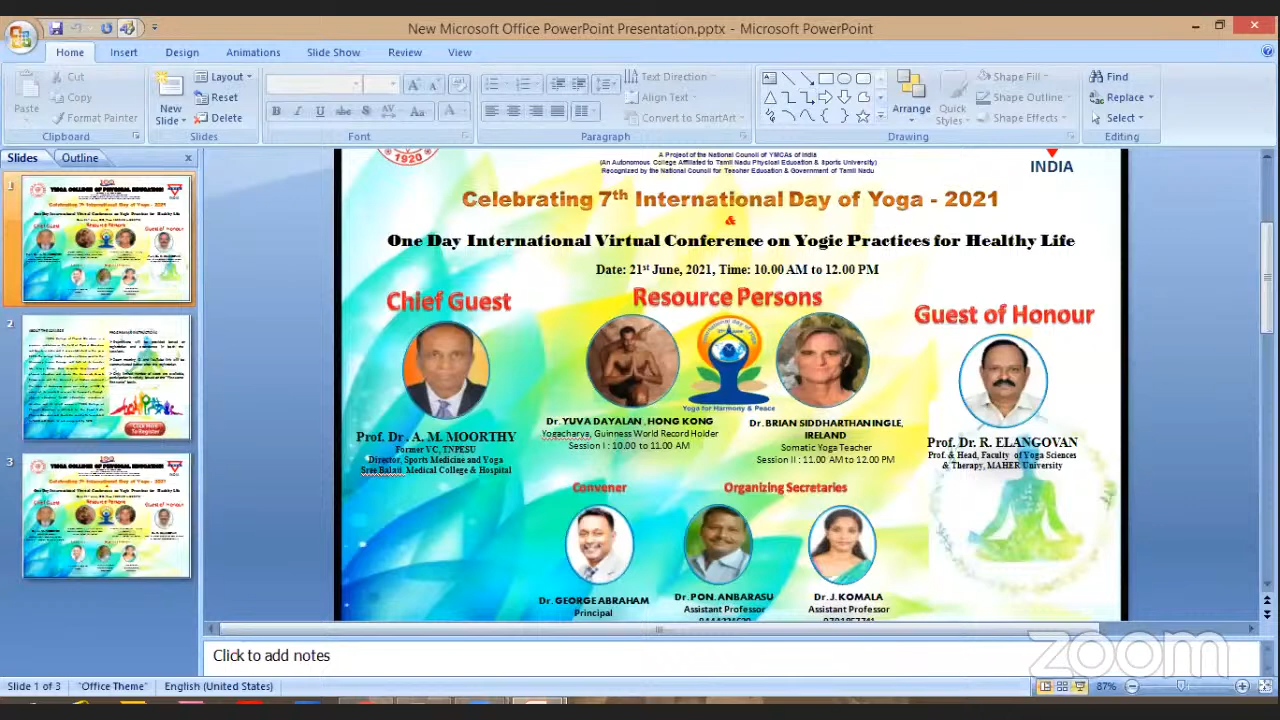 New Microsoft Office PowerPoint Presentation.pptx - Microsoft PowerPoint
Home Insert Design Animations Slide Show Review View
Paste
Cut
Copy
Format Painter
Clipboard
New Slide
Layout
Reset
Delete
Slides
Font
Text Direction
Align Text
Convert to SmartArt
Paragraph
Arrange
Quick Styles
Shape Fill
Shape Outline
Shape Effects
Drawing
Find
Replace
Select
Editing
Slides Outline
1
2
3
1920
A Project of the National Council of YMCAs of India
(An Autonomous College Affiliated to Tamil Nadu Physical Education & Sports University)
Recognized by the National Council for Teacher Education & Government of Tamil Nadu
INDIA
Celebrating 7th International Day of Yoga - 2021
&
One Day International Virtual Conference on Yogic Practices for Healthy Life
Date: 21st June, 2021, Time: 10.00 AM to 12.00 PM
Chief Guest
Resource Persons
Guest of Honour
Yoga for Harmony & Peace
Prof. Dr. A. M. MOORTHY
Former VC, TNPESU
Director, Sports Medicine and Yoga
Sree Balaji, Medical College & Hospital
Dr. YUVA DAYALAN, HONG KONG
Yogacharya, Guinness World Record Holder
Session I : 10.00 to 11.00 AM
Dr. BRIAN SIDDHARTHA INGLE,
IRELAND
Somatic Yoga Teacher
Session II : 11.00 AM to 12.00 PM
Prof. Dr. R. ELANGOVAN
Prof. & Head, Faculty of Yoga Sciences
& Therapy, MAHER University
Convener
Organizing Secretaries
Dr. GEORGE ABRAHAM
Principal
Dr. PON. ANBARASU
Assistant Professor
Dr. J. KOMALA
Assistant Professor
Click to add notes
zoom
Slide 1 of 3 "Office Theme" English (United States) 87%